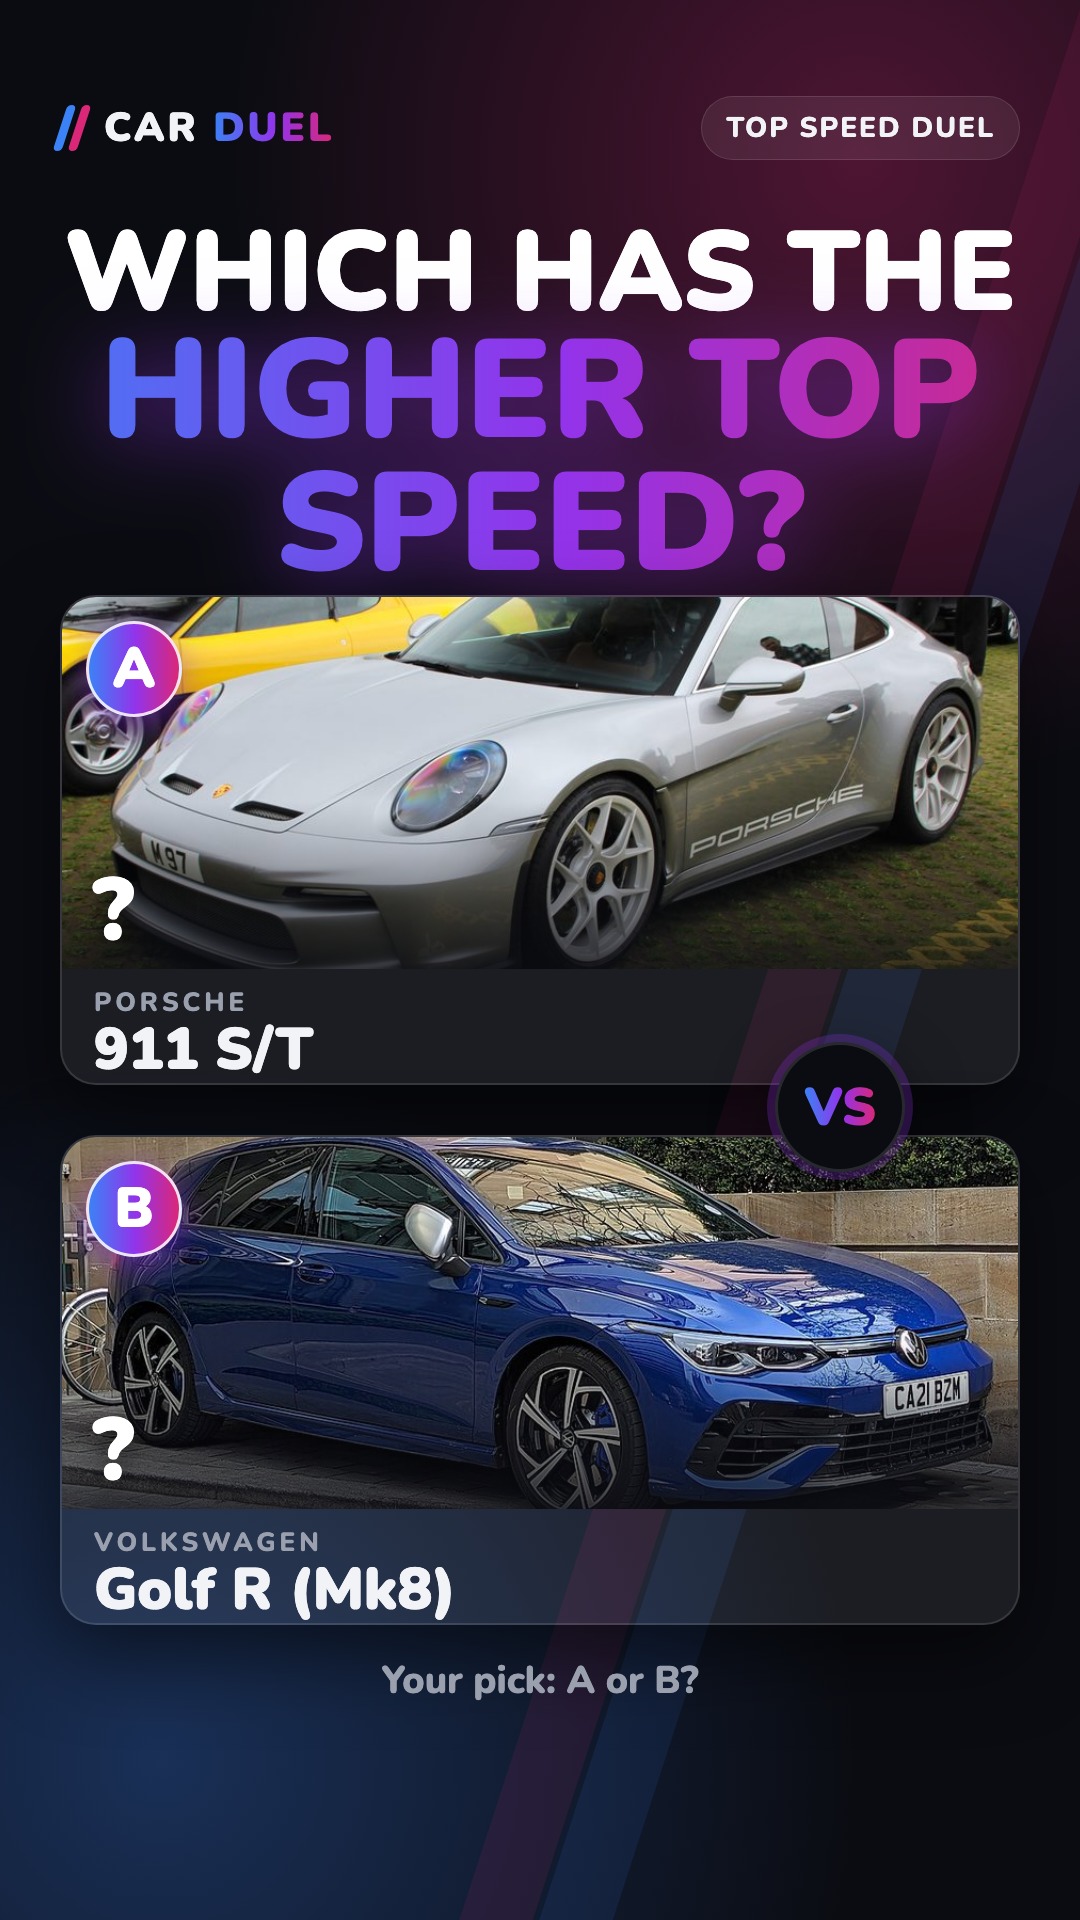 // CAR DUEL
TOP SPEED DUEL
WHICH HAS THE
HIGHER TOP
SPEED?
A
M 97
PORSCHE
?
PORSCHE
911 S/T
VS
B
CA21 BZM
?
VOLKSWAGEN
Golf R (Mk8)
Your pick: A or B?